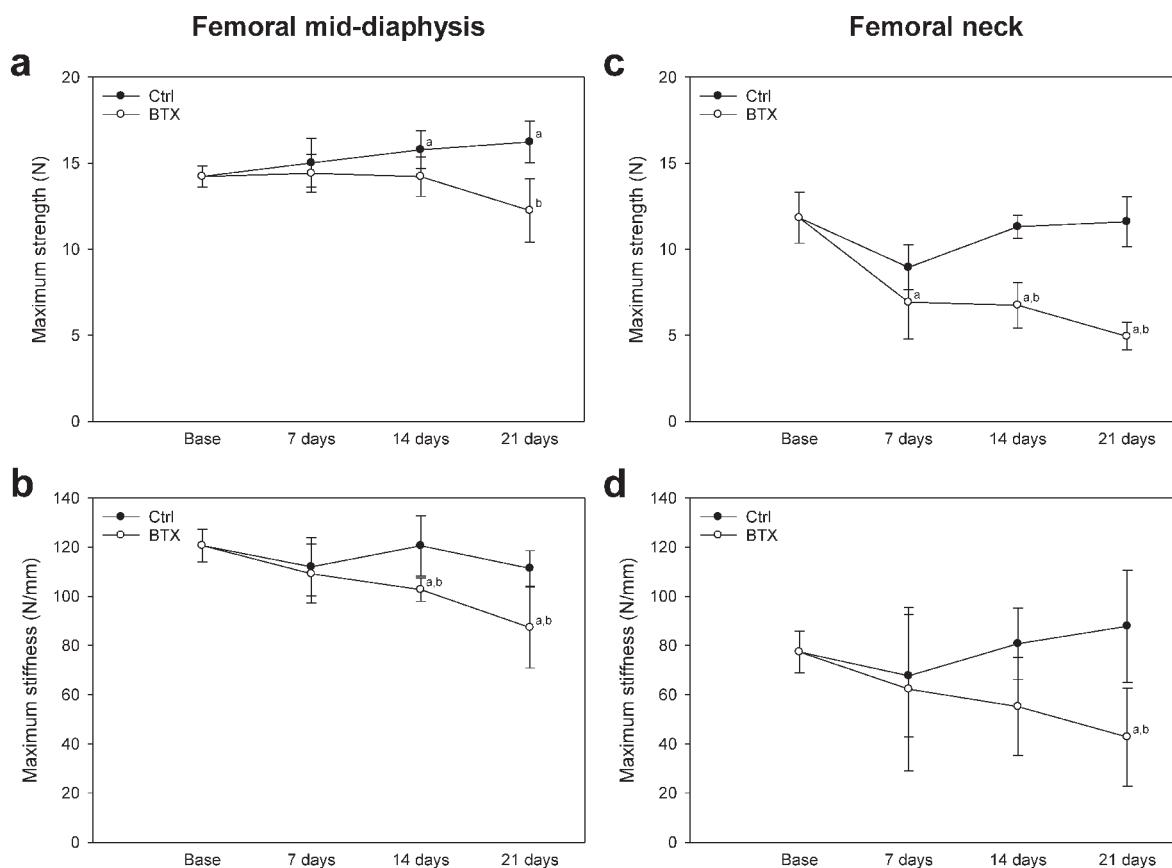 Femoral mid-diaphysis
Femoral neck
a
20
15
10
5
0
Maximum strength (N)
Ctrl
BTX
a
a
b
Base
7 days
14 days
21 days
c
20
15
10
5
0
Maximum strength (N)
Ctrl
BTX
a
a,b
a,b
Base
7 days
14 days
21 days
b
140
120
100
80
60
40
20
0
Maximum stiffness (N/mm)
Ctrl
BTX
a,b
a,b
Base
7 days
14 days
21 days
d
140
120
100
80
60
40
20
0
Maximum stiffness (N/mm)
Ctrl
BTX
a,b
Base
7 days
14 days
21 days